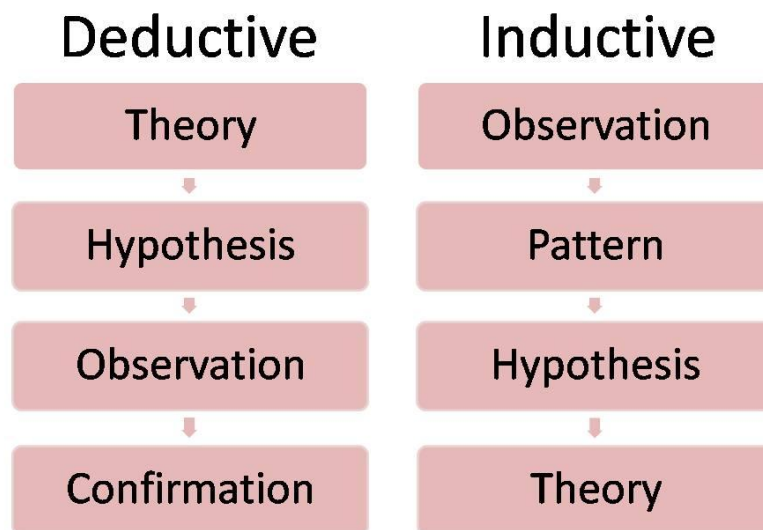 Deductive
Theory
Hypothesis
Observation
Confirmation
Inductive
Observation
Pattern
Hypothesis
Theory